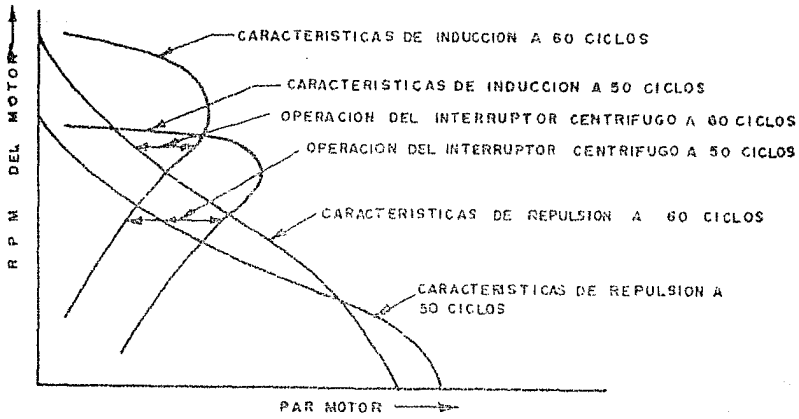 CARACTERISTICAS DE INDUCCION A 60 CICLOS
CARACTERISTICAS DE INDUCCION A 50 CICLOS
OPERACION DEL INTERRUPTOR CENTRIFUGO A 60 CICLOS
OPERACION DEL INTERRUPTOR CENTRIFUGO A 50 CICLOS
CARACTERISTICAS DE REPULSION A 60 CICLOS
CARACTERISTICAS DE REPULSION A
50 CICLOS
RPM DEL MOTOR
PAR MOTOR